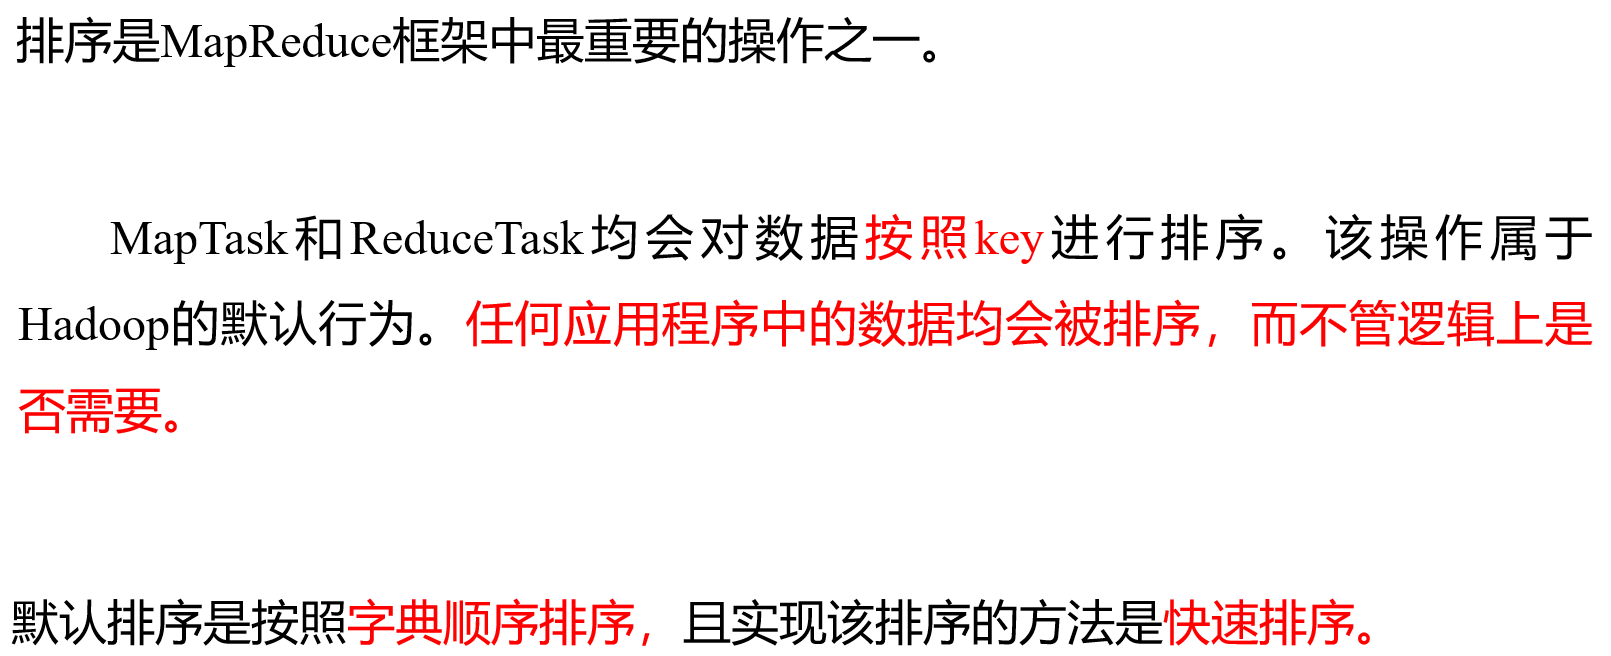 排序是MapReduce框架中最重要的操作之一。
MapTask和ReduceTask均会对数据按照key进行排序。该操作属于
Hadoop的默认行为。任何应用程序中的数据均会被排序，而不管逻辑上是
否需要。
默认排序是按照字典顺序排序，且实现该排序的方法是快速排序。